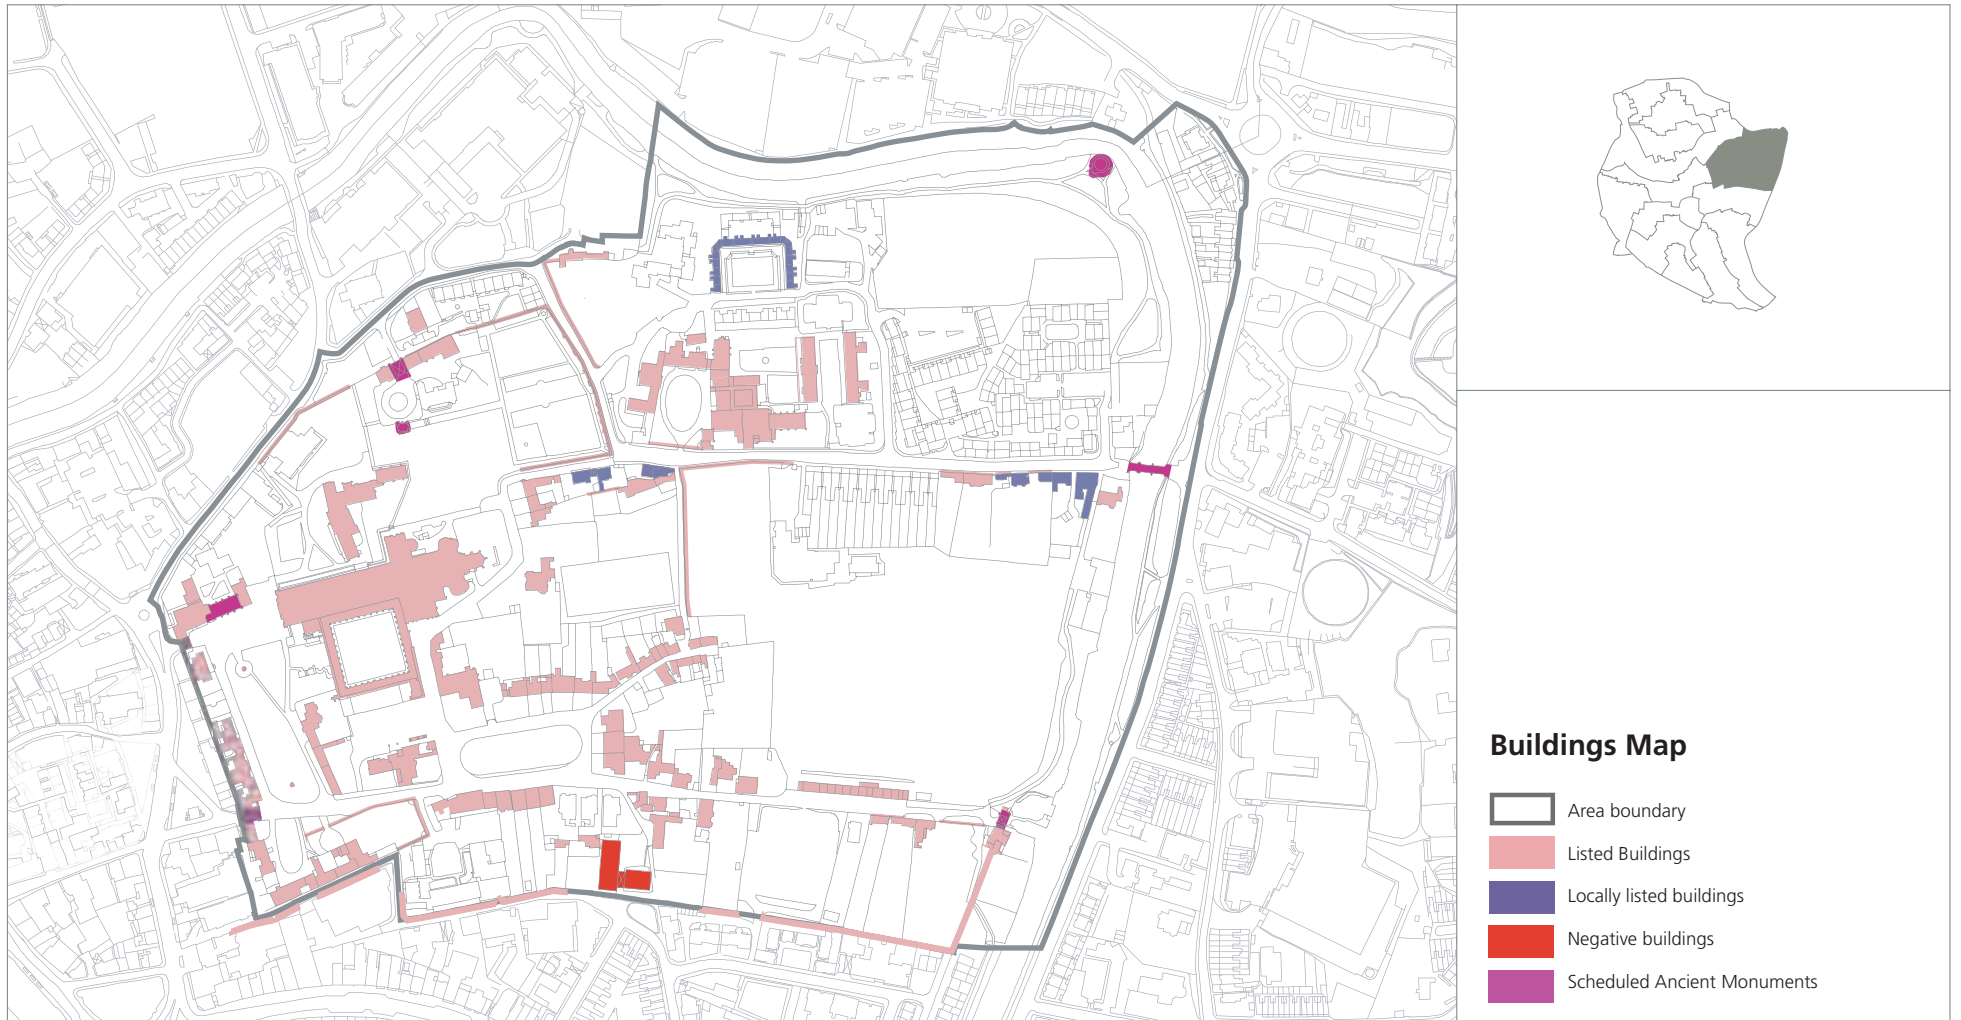 Buildings Map
Area boundary
Listed Buildings
Locally listed buildings
Negative buildings
Scheduled Ancient Monuments